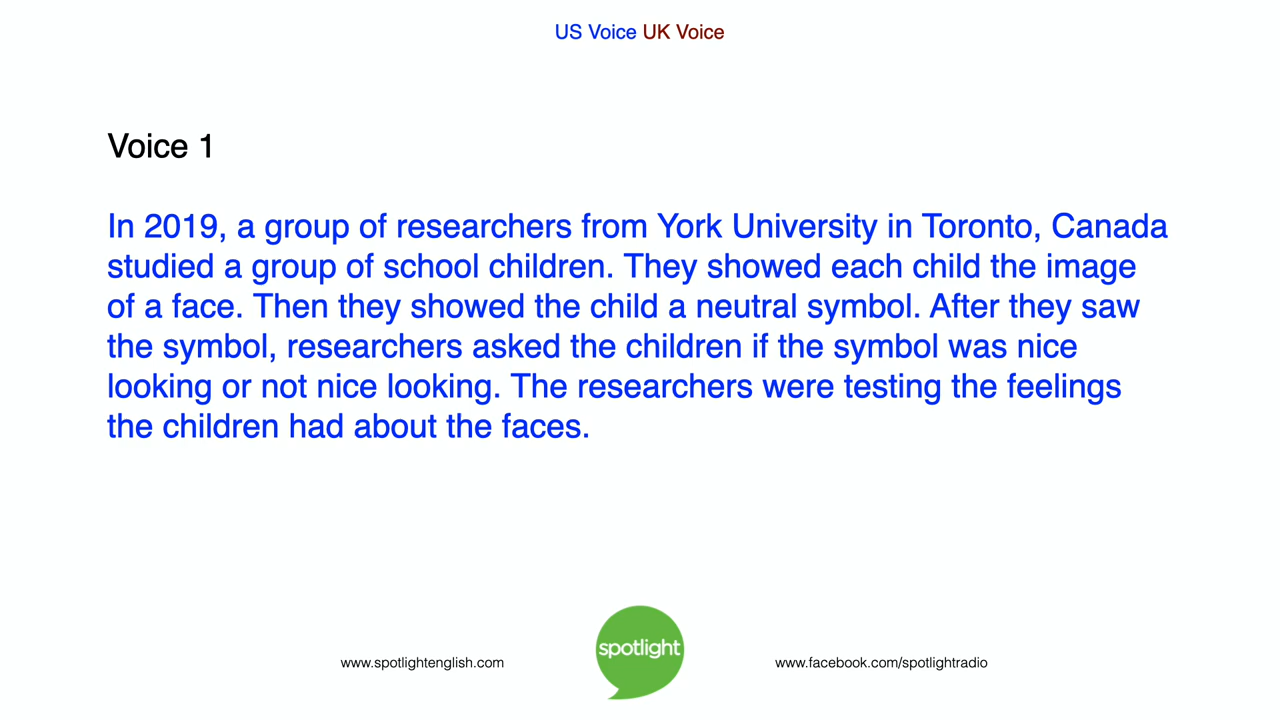 US Voice UK Voice
Voice 1
In 2019, a group of researchers from York University in Toronto, Canada
studied a group of school children. They showed each child the image
of a face. Then they showed the child a neutral symbol. After they saw
the symbol, researchers asked the children if the symbol was nice
looking or not nice looking. The researchers were testing the feelings
the children had about the faces.
www.spotlightenglish.com
spotlight
www.facebook.com/spotlightradio